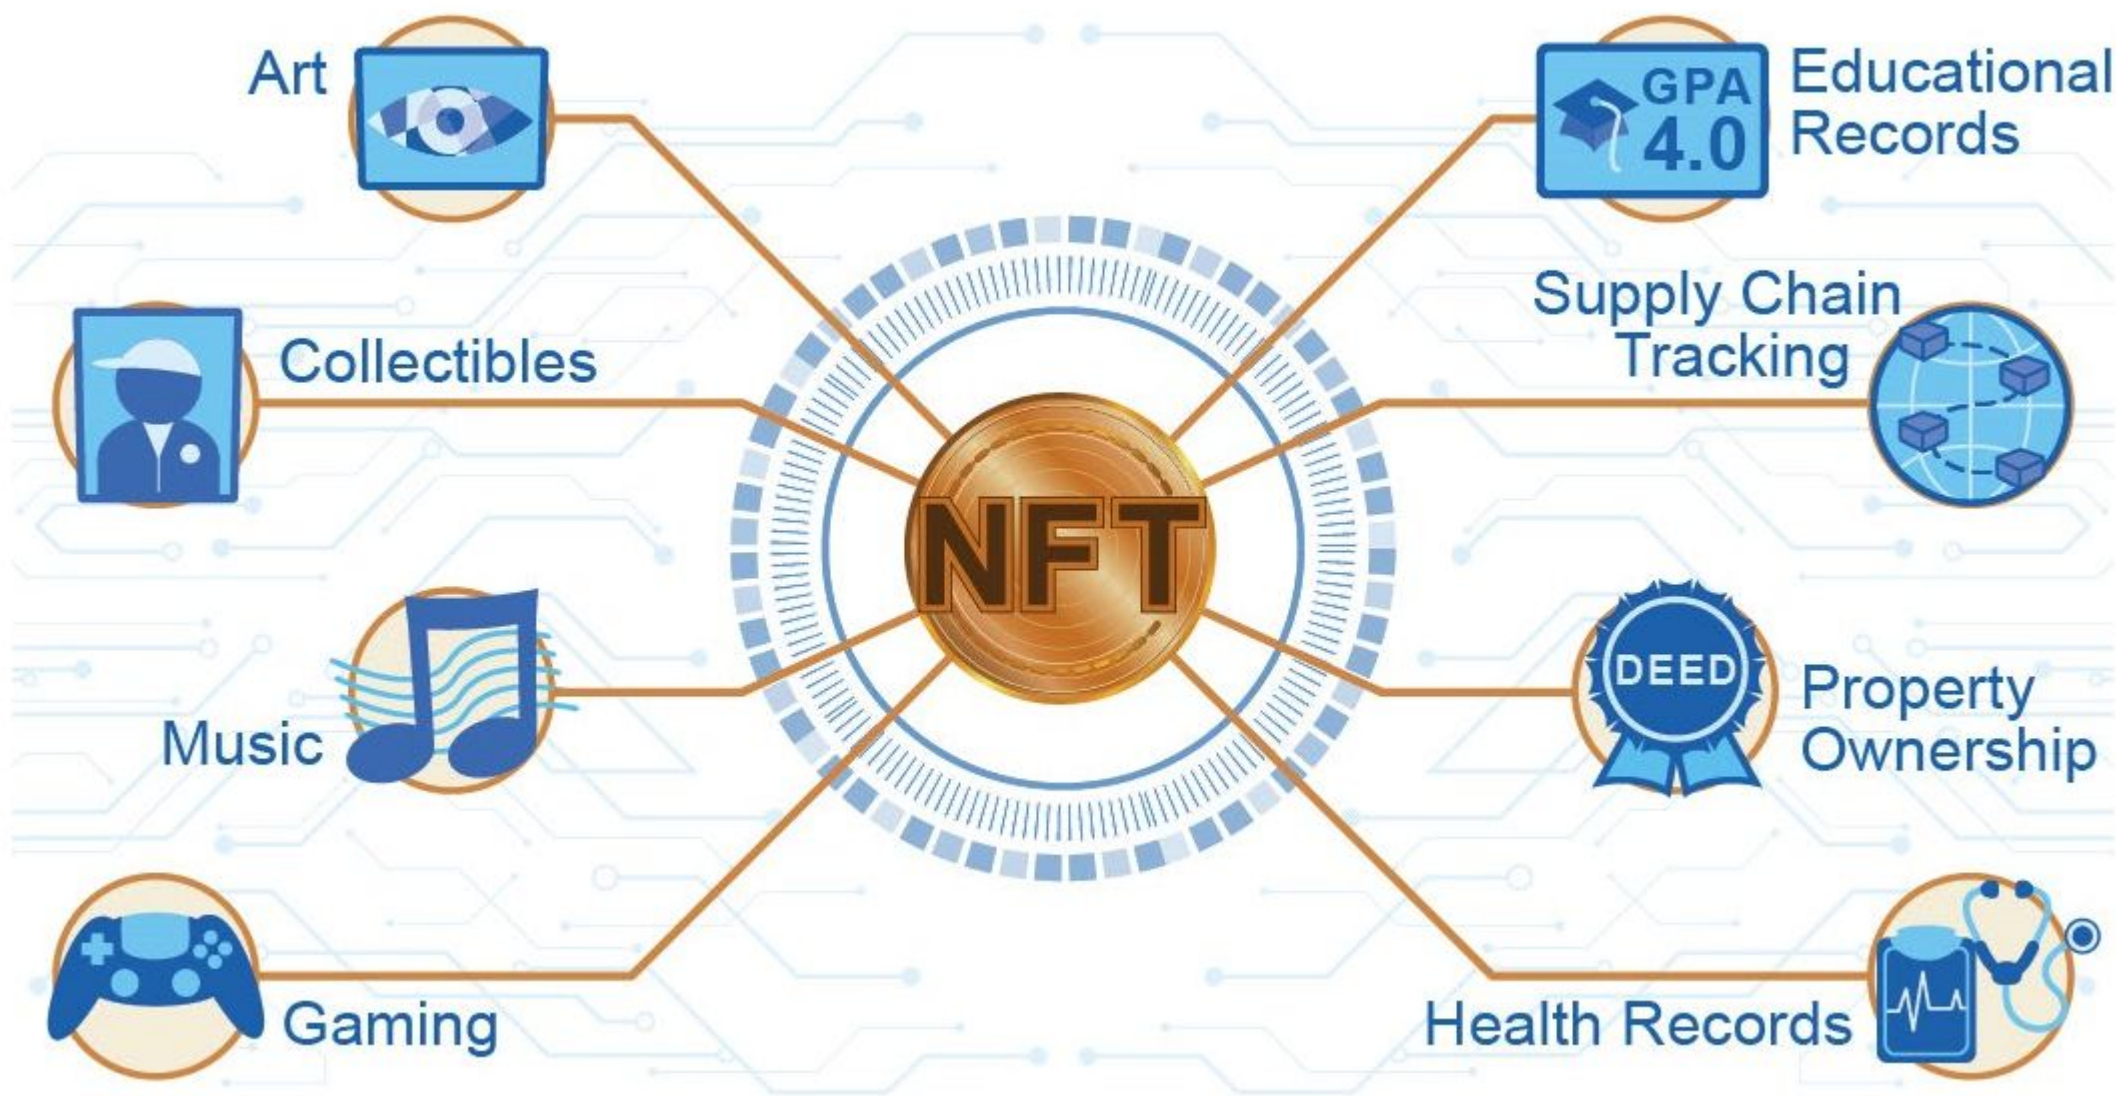 Art
Collectibles
Music
Gaming
NFT
GPA
4.0
Educational
Records
Supply Chain
Tracking
DEED
Property
Ownership
Health Records